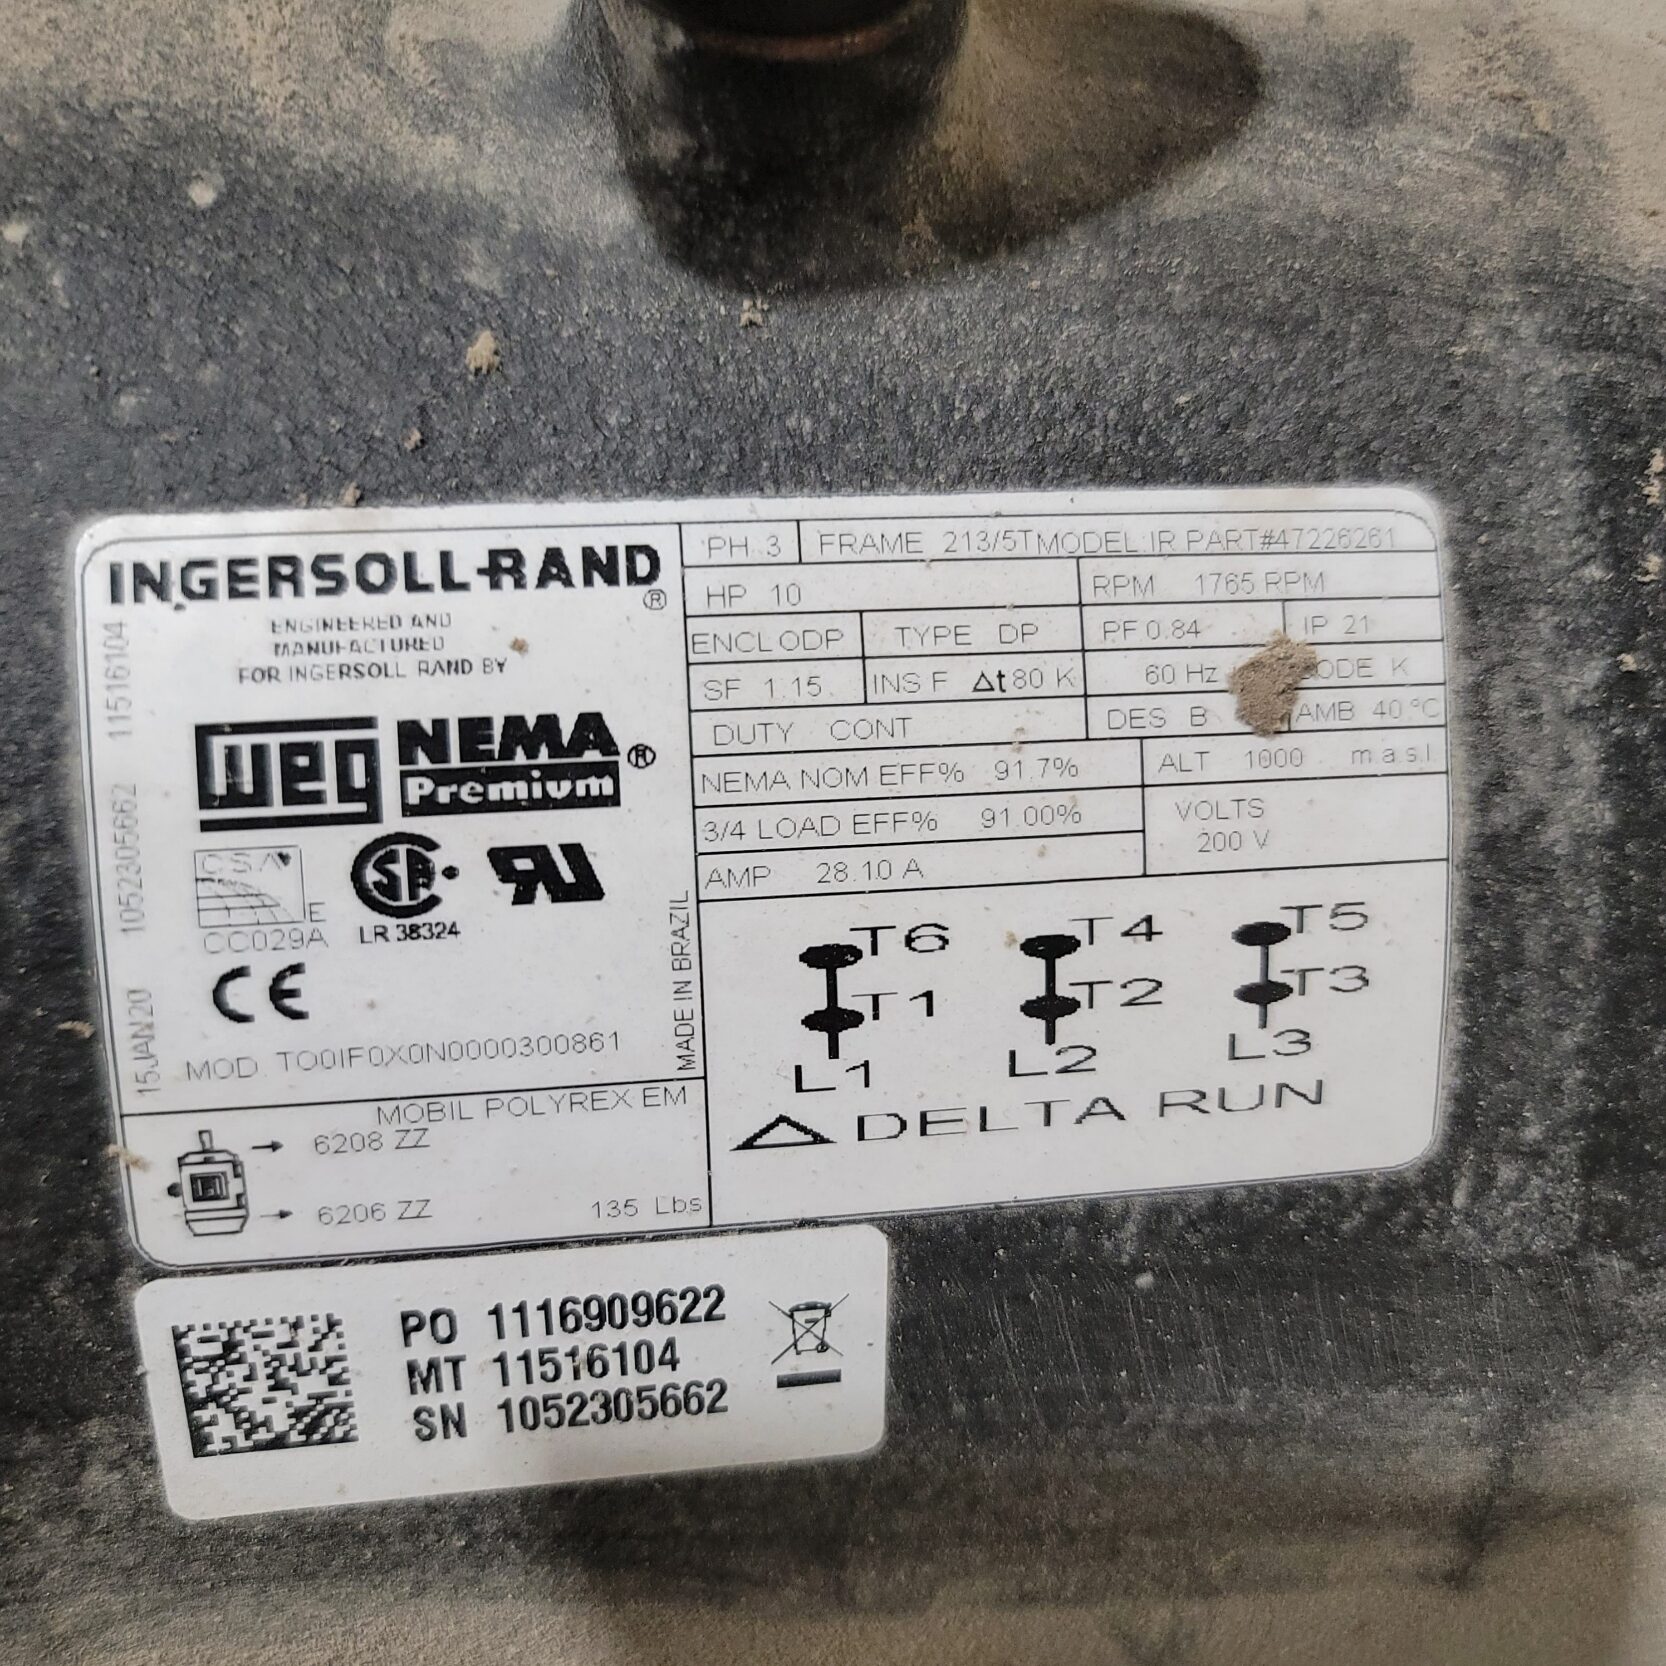 INGERSOLL-RAND®
ENGINEERED AND
MANUFACTURED
FOR INGERSOLL RAND BY
WEG NEMA Premium®
CSA E
CC029A
SA
LR 38324
CE
MOD TO0IF0X0N0000300861
15JAN20 1052305662 11516104
MADE IN BRAZIL
MOBIL POLYREX EM
6208 ZZ
6206 ZZ 135 Lbs
PH 3 FRAME 213/5T MODEL:IR PART#47226261
HP 10 RPM 1765 RPM
ENCL ODP TYPE DP PF 0.84 IP 21
SF 1.15 INS F Δt 80 K 60 Hz ODE K
DUTY CONT DES B AMB 40°C
NEMA NOM EFF% 91.7% ALT 1000 m.a.s.l.
3/4 LOAD EFF% 91.00% VOLTS
200 V
AMP 28.10 A
T6 T4 T5
T1 T2 T3
L1 L2 L3
Δ DELTA RUN
PO 1116909622
MT 11516104
SN 1052305662